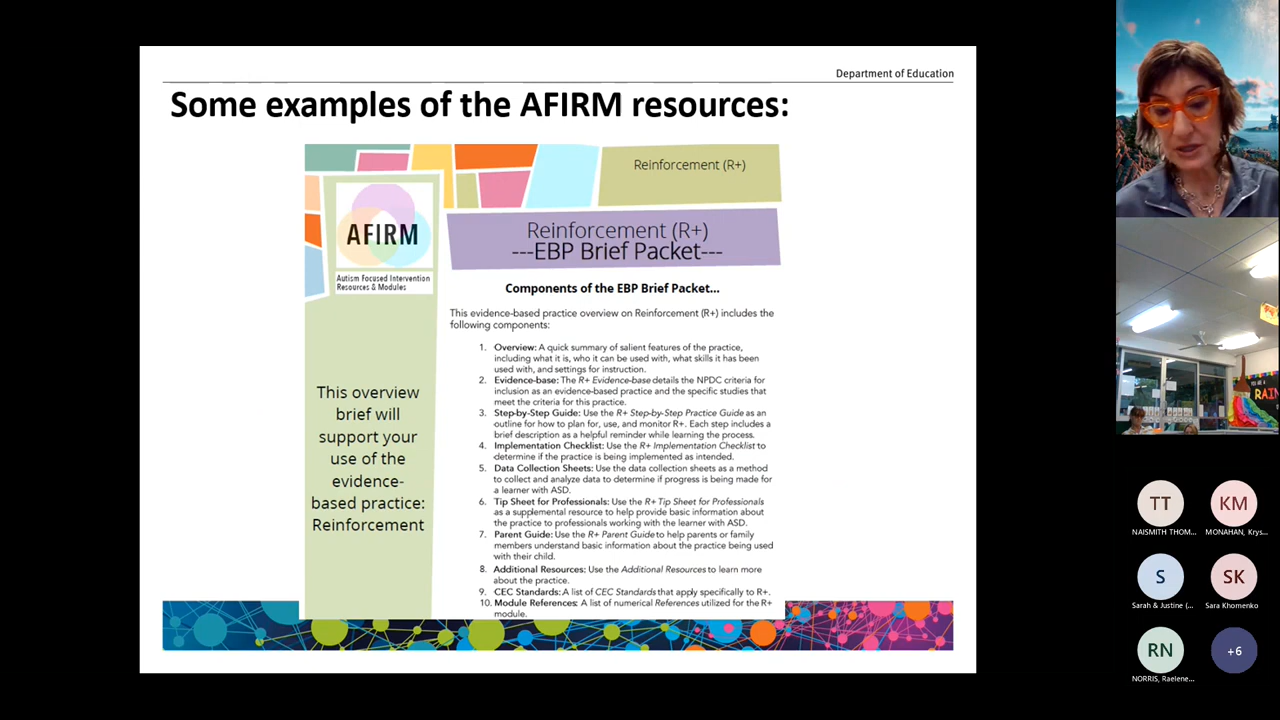 Department of Education
Some examples of the AFIRM resources:
Reinforcement (R+)
AFIRM
Autism Focused Intervention
Resources & Modules
Reinforcement (R+)
---EBP Brief Packet---
Components of the EBP Brief Packet...
This evidence-based practice overview on Reinforcement (R+) includes the
following components:
1. Overview: A quick summary of salient features of the practice,
including what it is, who it can be used with, what skills it has been
used with, and settings for instruction.
2. Evidence-base: The R+ Evidence-base details the NPDC criteria for
inclusion as an evidence-based practice and the specific studies that
meet the criteria for this practice.
3. Step-by-Step Guide: Use the R+ Step-by-Step Practice Guide as an
outline for how to plan for, use, and monitor R+. Each step includes a
brief description as a helpful reminder while learning the process.
4. Implementation Checklist: Use the R+ Implementation Checklist to
determine if the practice is being implemented as intended.
5. Data Collection Sheets: Use the data collection sheets as a method
to collect and analyze data to determine if progress is being made for
a learner with ASD.
6. Tip Sheet for Professionals: Use the R+ Tip Sheet for Professionals
as a supplemental resource to help provide basic information about
the practice to professionals working with the learner with ASD.
7. Parent Guide: Use the R+ Parent Guide to help parents or family
members understand basic information about the practice being used
with their child.
8. Additional Resources: Use the Additional Resources to learn more
about the practice.
9. CEC Standards: A list of CEC Standards that apply specifically to R+.
10. Module References: A list of numerical References utilized for the R+
module.
This overview
brief will
support your
use of the
evidence-
based practice:
Reinforcement
TT
NAISMITH THOM...
KM
MONAHAN, Krys...
S
Sarah & Justine (...
SK
Sara Khomenko
RN
NORRIS, Raelene...
+6